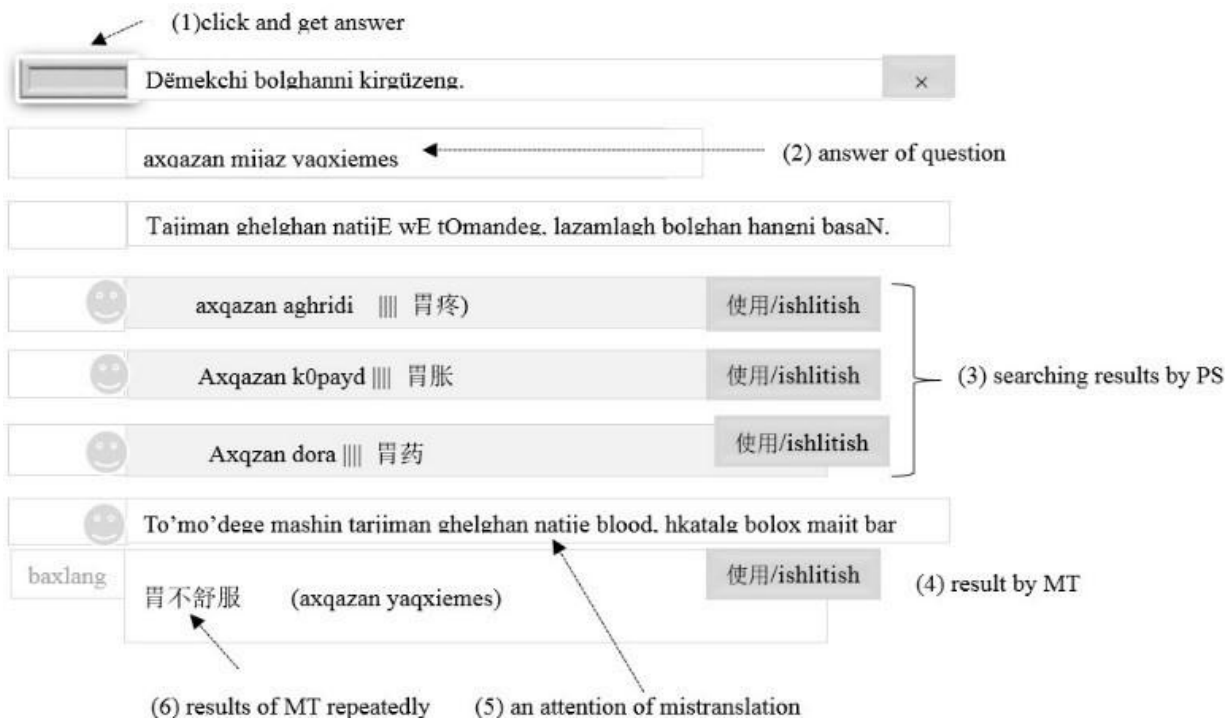 (1)click and get answer
Dëmekchi bolghanni kirgüzeng. ×
axqazan mijaz yaqxiemes
(2) answer of question
Tajiman ghelghan natijE wE tOmandeg, lazamlagh bolghan hangni basaN.
axqazan aghridi |||| 胃疼) 使用/ishlitish
Axqazan k0payd |||| 胃胀 使用/ishlitish
(3) searching results by PS
Axqzan dora |||| 胃药 使用/ishlitish
To’mo’dege mashin tarjiman ghelghan natije blood, hkatalg bolox majit bar
baxlang 使用/ishlitish
胃不舒服 (axqazan yaqxiemes)
(4) result by MT
(6) results of MT repeatedly (5) an attention of mistranslation